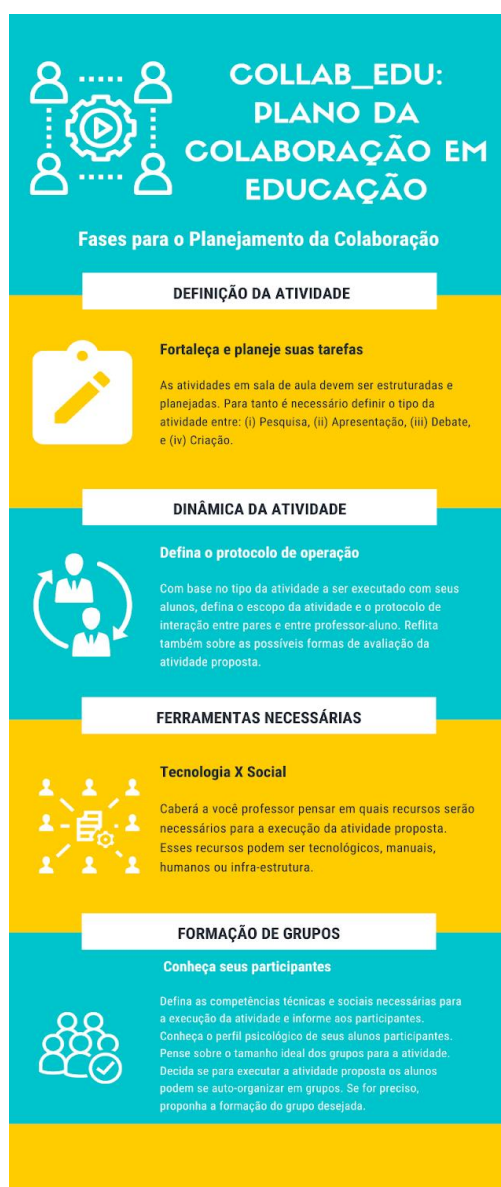 COLLAB_EDU:
PLANO DA
COLABORAÇÃO EM
EDUCAÇÃO
Fases para o Planejamento da Colaboração
DEFINIÇÃO DA ATIVIDADE
Fortaleça e planeje suas tarefas
As atividades em sala de aula devem ser estruturadas e
planejadas. Para tanto é necessário definir o tipo da
atividade entre: (i) Pesquisa, (ii) Apresentação, (iii) Debate,
e (iv) Criação.
DINÂMICA DA ATIVIDADE
Defina o protocolo de operação
Com base no tipo da atividade a ser executado com seus
alunos, defina o escopo da atividade e o protocolo de
interação entre pares e entre professor-aluno. Reflita
também sobre as possíveis formas de avaliação da
atividade proposta.
FERRAMENTAS NECESSÁRIAS
Tecnologia X Social
Caberá a você professor pensar em quais recursos serão
necessários para a execução da atividade proposta.
Esses recursos podem ser tecnológicos, manuais,
humanos ou infra-estrutura.
FORMAÇÃO DE GRUPOS
Conheça seus participantes
Defina as competências técnicas e sociais necessárias para
a execução da atividade e informe aos participantes.
Conheça o perfil psicológico de seus alunos participantes.
Pense sobre o tamanho ideal dos grupos para a atividade.
Decida se para executar a atividade proposta os alunos
podem se auto-organizar em grupos. Se for preciso,
proponha a formação do grupo desejada.